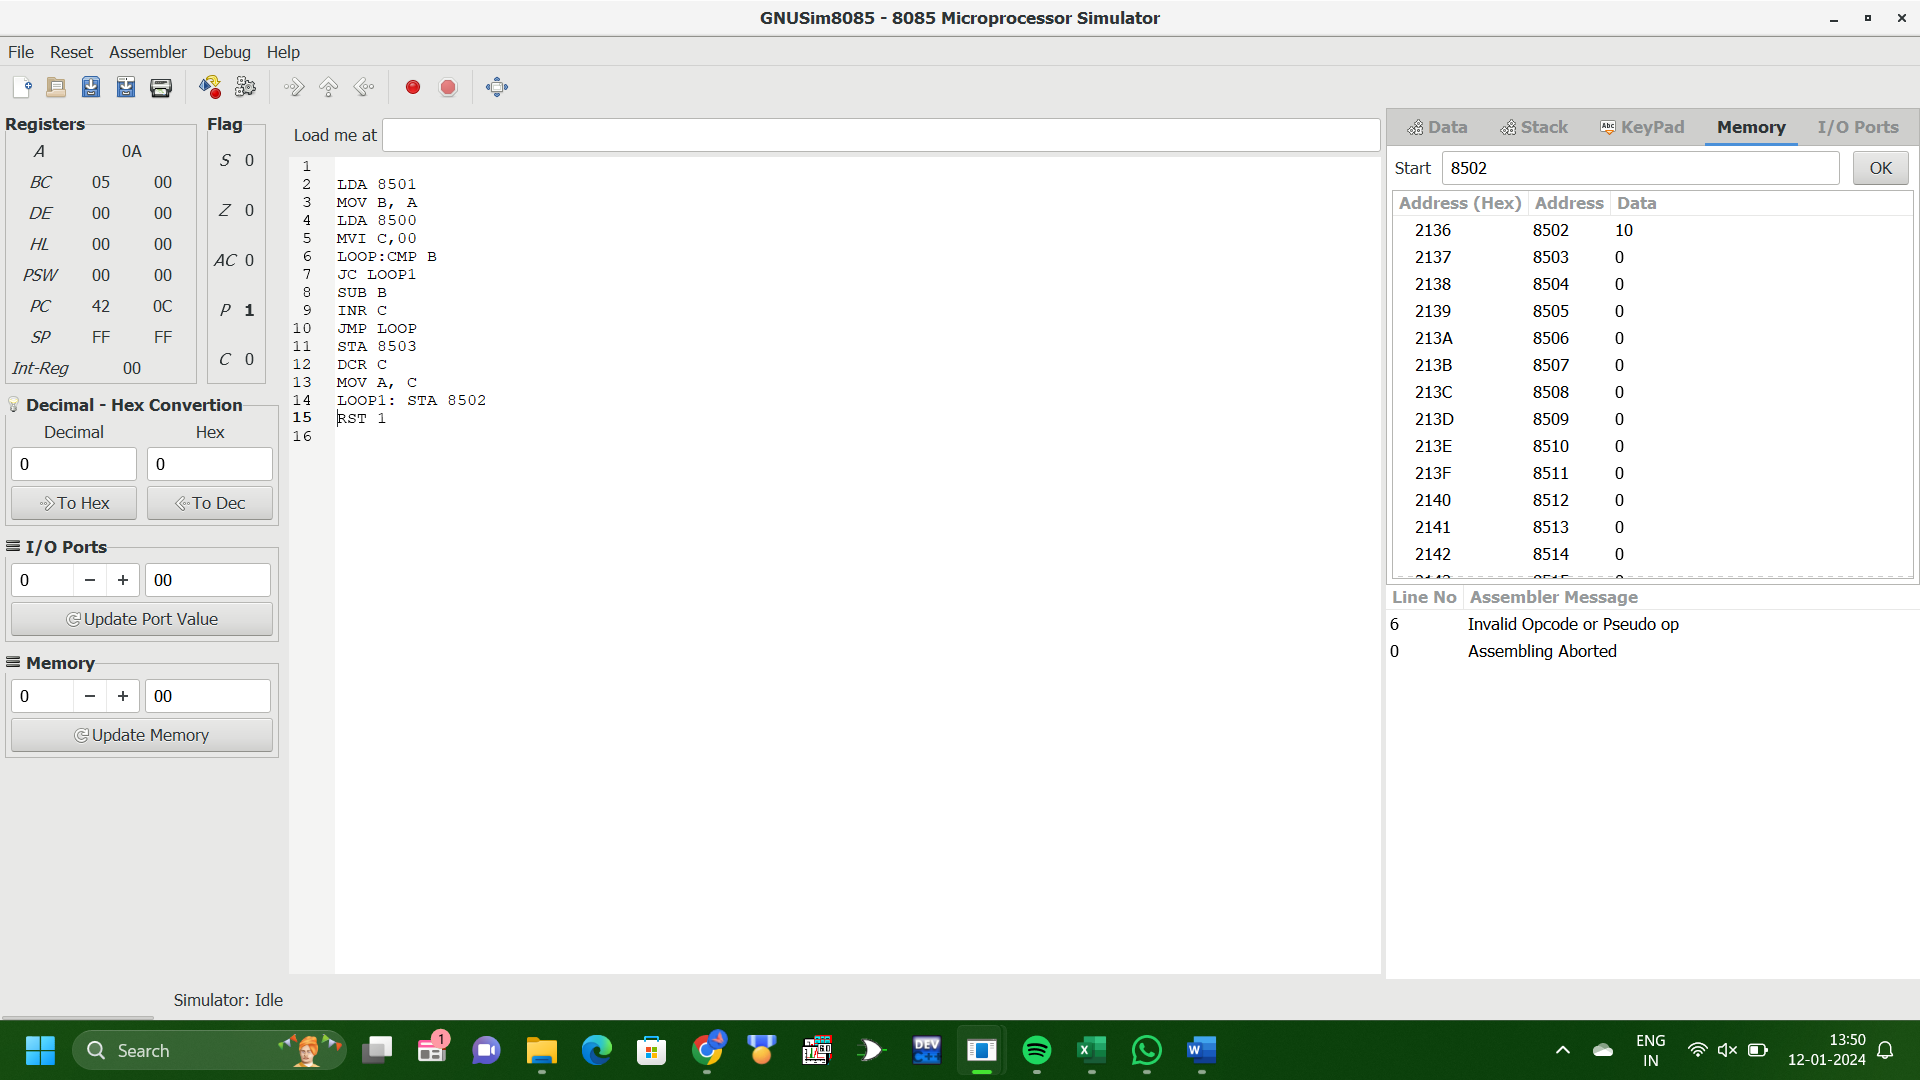 GNUSim8085 - 8085 Microprocessor Simulator
File Reset Assembler Debug Help
Registers
A 0A
BC 05 00
DE 00 00
HL 00 00
PSW 00 00
PC 42 0C
SP FF FF
Int-Reg 00
Flag
S 0
Z 0
AC 0
P 1
C 0
Decimal - Hex Convertion
Decimal Hex
0 0
To Hex To Dec
I/O Ports
0 − + 00
Update Port Value
Memory
0 − + 00
Update Memory
Load me at
1
2 LDA 8501
3 MOV B, A
4 LDA 8500
5 MVI C,00
6 LOOP:CMP B
7 JC LOOP1
8 SUB B
9 INR C
10 JMP LOOP
11 STA 8503
12 DCR C
13 MOV A, C
14 LOOP1: STA 8502
15 RST 1
16
Data Stack Abc KeyPad Memory I/O Ports
Start 8502 OK
Address (Hex) Address Data
2136 8502 10
2137 8503 0
2138 8504 0
2139 8505 0
213A 8506 0
213B 8507 0
213C 8508 0
213D 8509 0
213E 8510 0
213F 8511 0
2140 8512 0
2141 8513 0
2142 8514 0
2143 8515 0
Line No Assembler Message
6 Invalid Opcode or Pseudo op
0 Assembling Aborted
Simulator: Idle
Search
1
DEV
C++
ENG
IN
13:50
12-01-2024